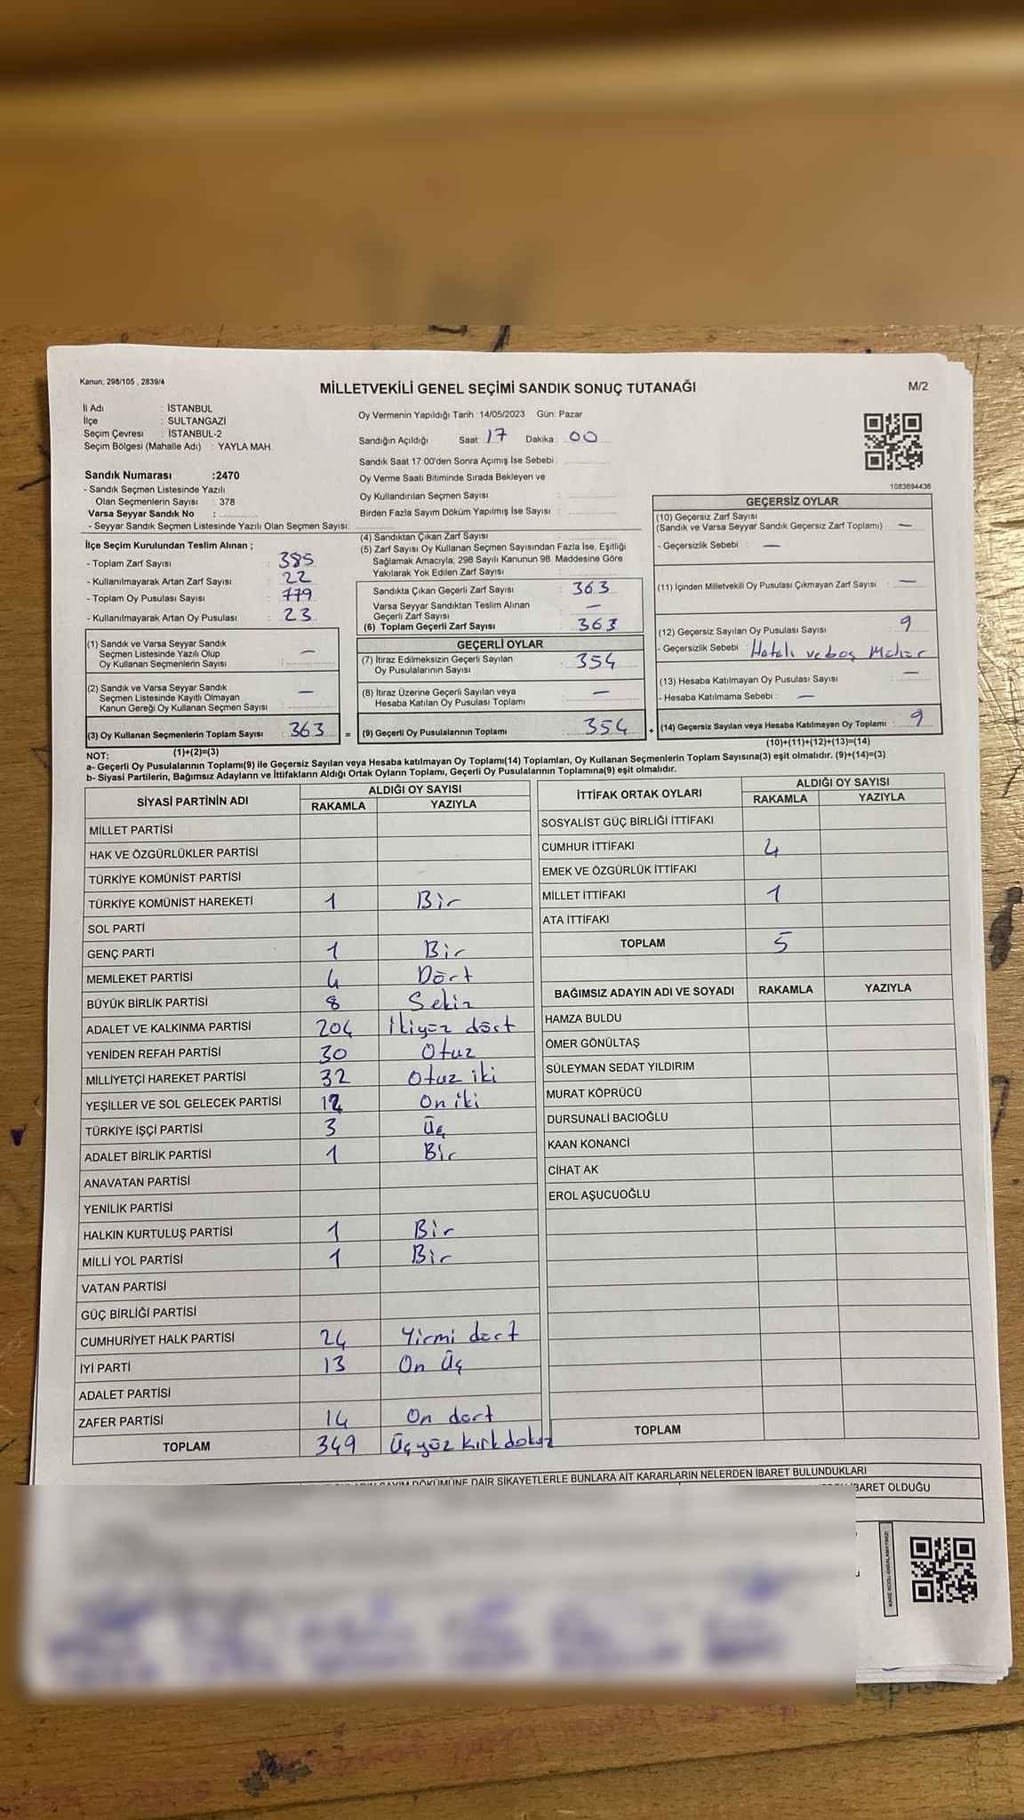 Kanun; 298/105 , 2839/4
MİLLETVEKİLİ GENEL SEÇİMİ SANDIK SONUÇ TUTANAĞI
M/2
İl Adı : İSTANBUL
İlçe : SULTANGAZİ
Seçim Çevresi : İSTANBUL-2
Seçim Bölgesi (Mahalle Adı) : YAYLA MAH.
Sandık Numarası :2470
- Sandık Seçmen Listesinde Yazılı
Olan Seçmenlerin Sayısı : 378
Varsa Seyyar Sandık No :
- Seyyar Sandık Seçmen Listesinde Yazılı Olan Seçmen Sayısı:
Oy Vermenin Yapıldığı Tarih :14/05/2023 Gün: Pazar
Sandığın Açıldığı Saat: 17 Dakika: 00
Sandık Saat 17:00'den Sonra Açımış İse Sebebi :
Oy Verme Saati Bitiminde Sırada Bekleyen ve
Oy Kullandırılan Seçmen Sayısı :
Birden Fazla Sayım Döküm Yapılmış İse Sayısı :
1083694436
İlçe Seçim Kurulundan Teslim Alınan ;
- Toplam Zarf Sayısı : 385
- Kullanılmayarak Artan Zarf Sayısı : 22
- Toplam Oy Pusulası Sayısı : 779
- Kullanılmayarak Artan Oy Pusulası : 23
(1) Sandık ve Varsa Seyyar Sandık
Seçmen Listesinde Yazılı Olup
Oy Kullanan Seçmenlerin Sayısı : —
(2) Sandık ve Varsa Seyyar Sandık
Seçmen Listesinde Kayıtlı Olmayan
Kanun Gereği Oy Kullanan Seçmen Sayısı : —
(3) Oy Kullanan Seçmenlerin Toplam Sayısı : 363
(1)+(2)=(3)
(4) Sandıktan Çıkan Zarf Sayısı :
(5) Zarf Sayısı Oy Kullanan Seçmen Sayısından Fazla İse, Eşitliği
Sağlamak Amacıyla, 298 Sayılı Kanunun 98. Maddesine Göre
Yakılarak Yok Edilen Zarf Sayısı :
Sandıkta Çıkan Geçerli Zarf Sayısı : 363
Varsa Seyyar Sandıktan Teslim Alınan
Geçerli Zarf Sayısı : —
(6) Toplam Geçerli Zarf Sayısı : 363
GEÇERLİ OYLAR
(7) İtiraz Edilmeksizin Geçerli Sayılan
Oy Pusulalarının Sayısı : 354
(8) İtiraz Üzerine Geçerli Sayılan veya
Hesaba Katılan Oy Pusulası Toplamı : —
= (9) Geçerli Oy Pusulalarının Toplamı : 354 +
GEÇERSİZ OYLAR
(10) Geçersiz Zarf Sayısı
(Sandık ve Varsa Seyyar Sandık Geçersiz Zarf Toplamı) : —
- Geçersizlik Sebebi : —
(11) İçinden Milletvekili Oy Pusulası Çıkmayan Zarf Sayısı : —
(12) Geçersiz Sayılan Oy Pusulası Sayısı : 9
- Geçersizlik Sebebi : Hatalı ve boş
(13) Hesaba Katılmayan Oy Pusulası Sayısı : —
- Hesaba Katılmama Sebebi : —
(14) Geçersiz Sayılan veya Hesaba Katılmayan Oy Toplamı : 9
(10)+(11)+(12)+(13)=(14)
NOT:
a- Geçerli Oy Pusulalarının Toplamı(9) ile Geçersiz Sayılan veya Hesaba katılmayan Oy Toplamı(14) Toplamları, Oy Kullanan Seçmenlerin Toplam Sayısına(3) eşit olmalıdır. (9)+(14)=(3)
b- Siyasi Partilerin, Bağımsız Adayların ve İttifakların Aldığı Ortak Oyların Toplamı, Geçerli Oy Pusulalarının Toplamına(9) eşit olmalıdır.
SİYASİ PARTİNİN ADI ALDIĞI OY SAYISI
RAKAMLA YAZIYLA
MİLLET PARTİSİ
HAK VE ÖZGÜRLÜKLER PARTİSİ
TÜRKİYE KOMÜNİST PARTİSİ
TÜRKİYE KOMÜNİST HAREKETİ 1 Bir
SOL PARTİ
GENÇ PARTİ 1 Bir
MEMLEKET PARTİSİ 4 Dört
BÜYÜK BİRLİK PARTİSİ 8 Sekiz
ADALET VE KALKINMA PARTİSİ 204 İkiyüz dört
YENİDEN REFAH PARTİSİ 30 Otuz
MİLLİYETÇİ HAREKET PARTİSİ 32 Otuz iki
YEŞİLLER VE SOL GELECEK PARTİSİ 12 On iki
TÜRKİYE İŞÇİ PARTİSİ 3 Üç
ADALET BİRLİK PARTİSİ 1 Bir
ANAVATAN PARTİSİ
YENİLİK PARTİSİ
HALKIN KURTULUŞ PARTİSİ 1 Bir
MİLLİ YOL PARTİSİ 1 Bir
VATAN PARTİSİ
GÜÇ BİRLİĞİ PARTİSİ
CUMHURİYET HALK PARTİSİ 24 Yirmi dört
İYİ PARTİ 13 On Üç
ADALET PARTİSİ
ZAFER PARTİSİ 14 On dört
TOPLAM 349 Üçyüz kırk dokuz
İTTİFAK ORTAK OYLARI ALDIĞI OY SAYISI
RAKAMLA YAZIYLA
SOSYALİST GÜÇ BİRLİĞİ İTTİFAKI
CUMHUR İTTİFAKI 4
EMEK VE ÖZGÜRLÜK İTTİFAKI
MİLLET İTTİFAKI 1
ATA İTTİFAKI
TOPLAM 5
BAĞIMSIZ ADAYIN ADI VE SOYADI RAKAMLA YAZIYLA
HAMZA BULDU
ÖMER GÖNÜLTAŞ
SÜLEYMAN SEDAT YILDIRIM
MURAT KÖPRÜCÜ
DURSUNALİ BACIOĞLU
KAAN KONANCİ
CİHAT AK
EROL AŞUCUOĞLU
TOPLAM
DÖKÜMÜNE DAİR ŞİKAYETLERLE BUNLARA AİT KARARLARIN NELERDEN İBARET BULUNDUKLARI
İBARET OLDUĞU